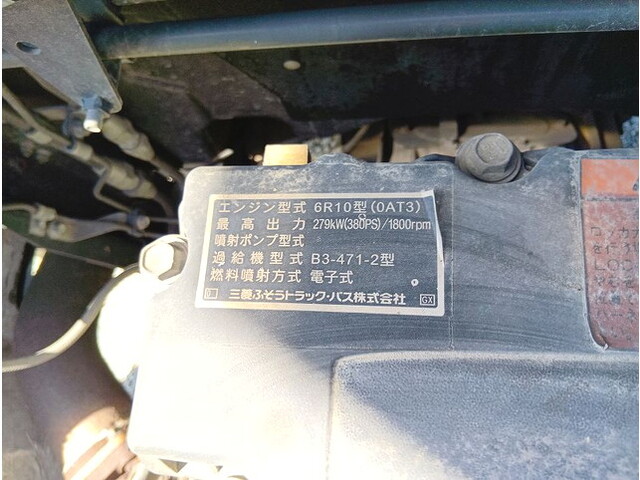 エンジン型式 6R10型(0AT3)
最高出力 279kW(380PS)/1800rpm
噴射ポンプ型式
過給機型式 B3-471-2型
燃料噴射方式 電子式
三菱ふそうトラック・バス株式会社 GX